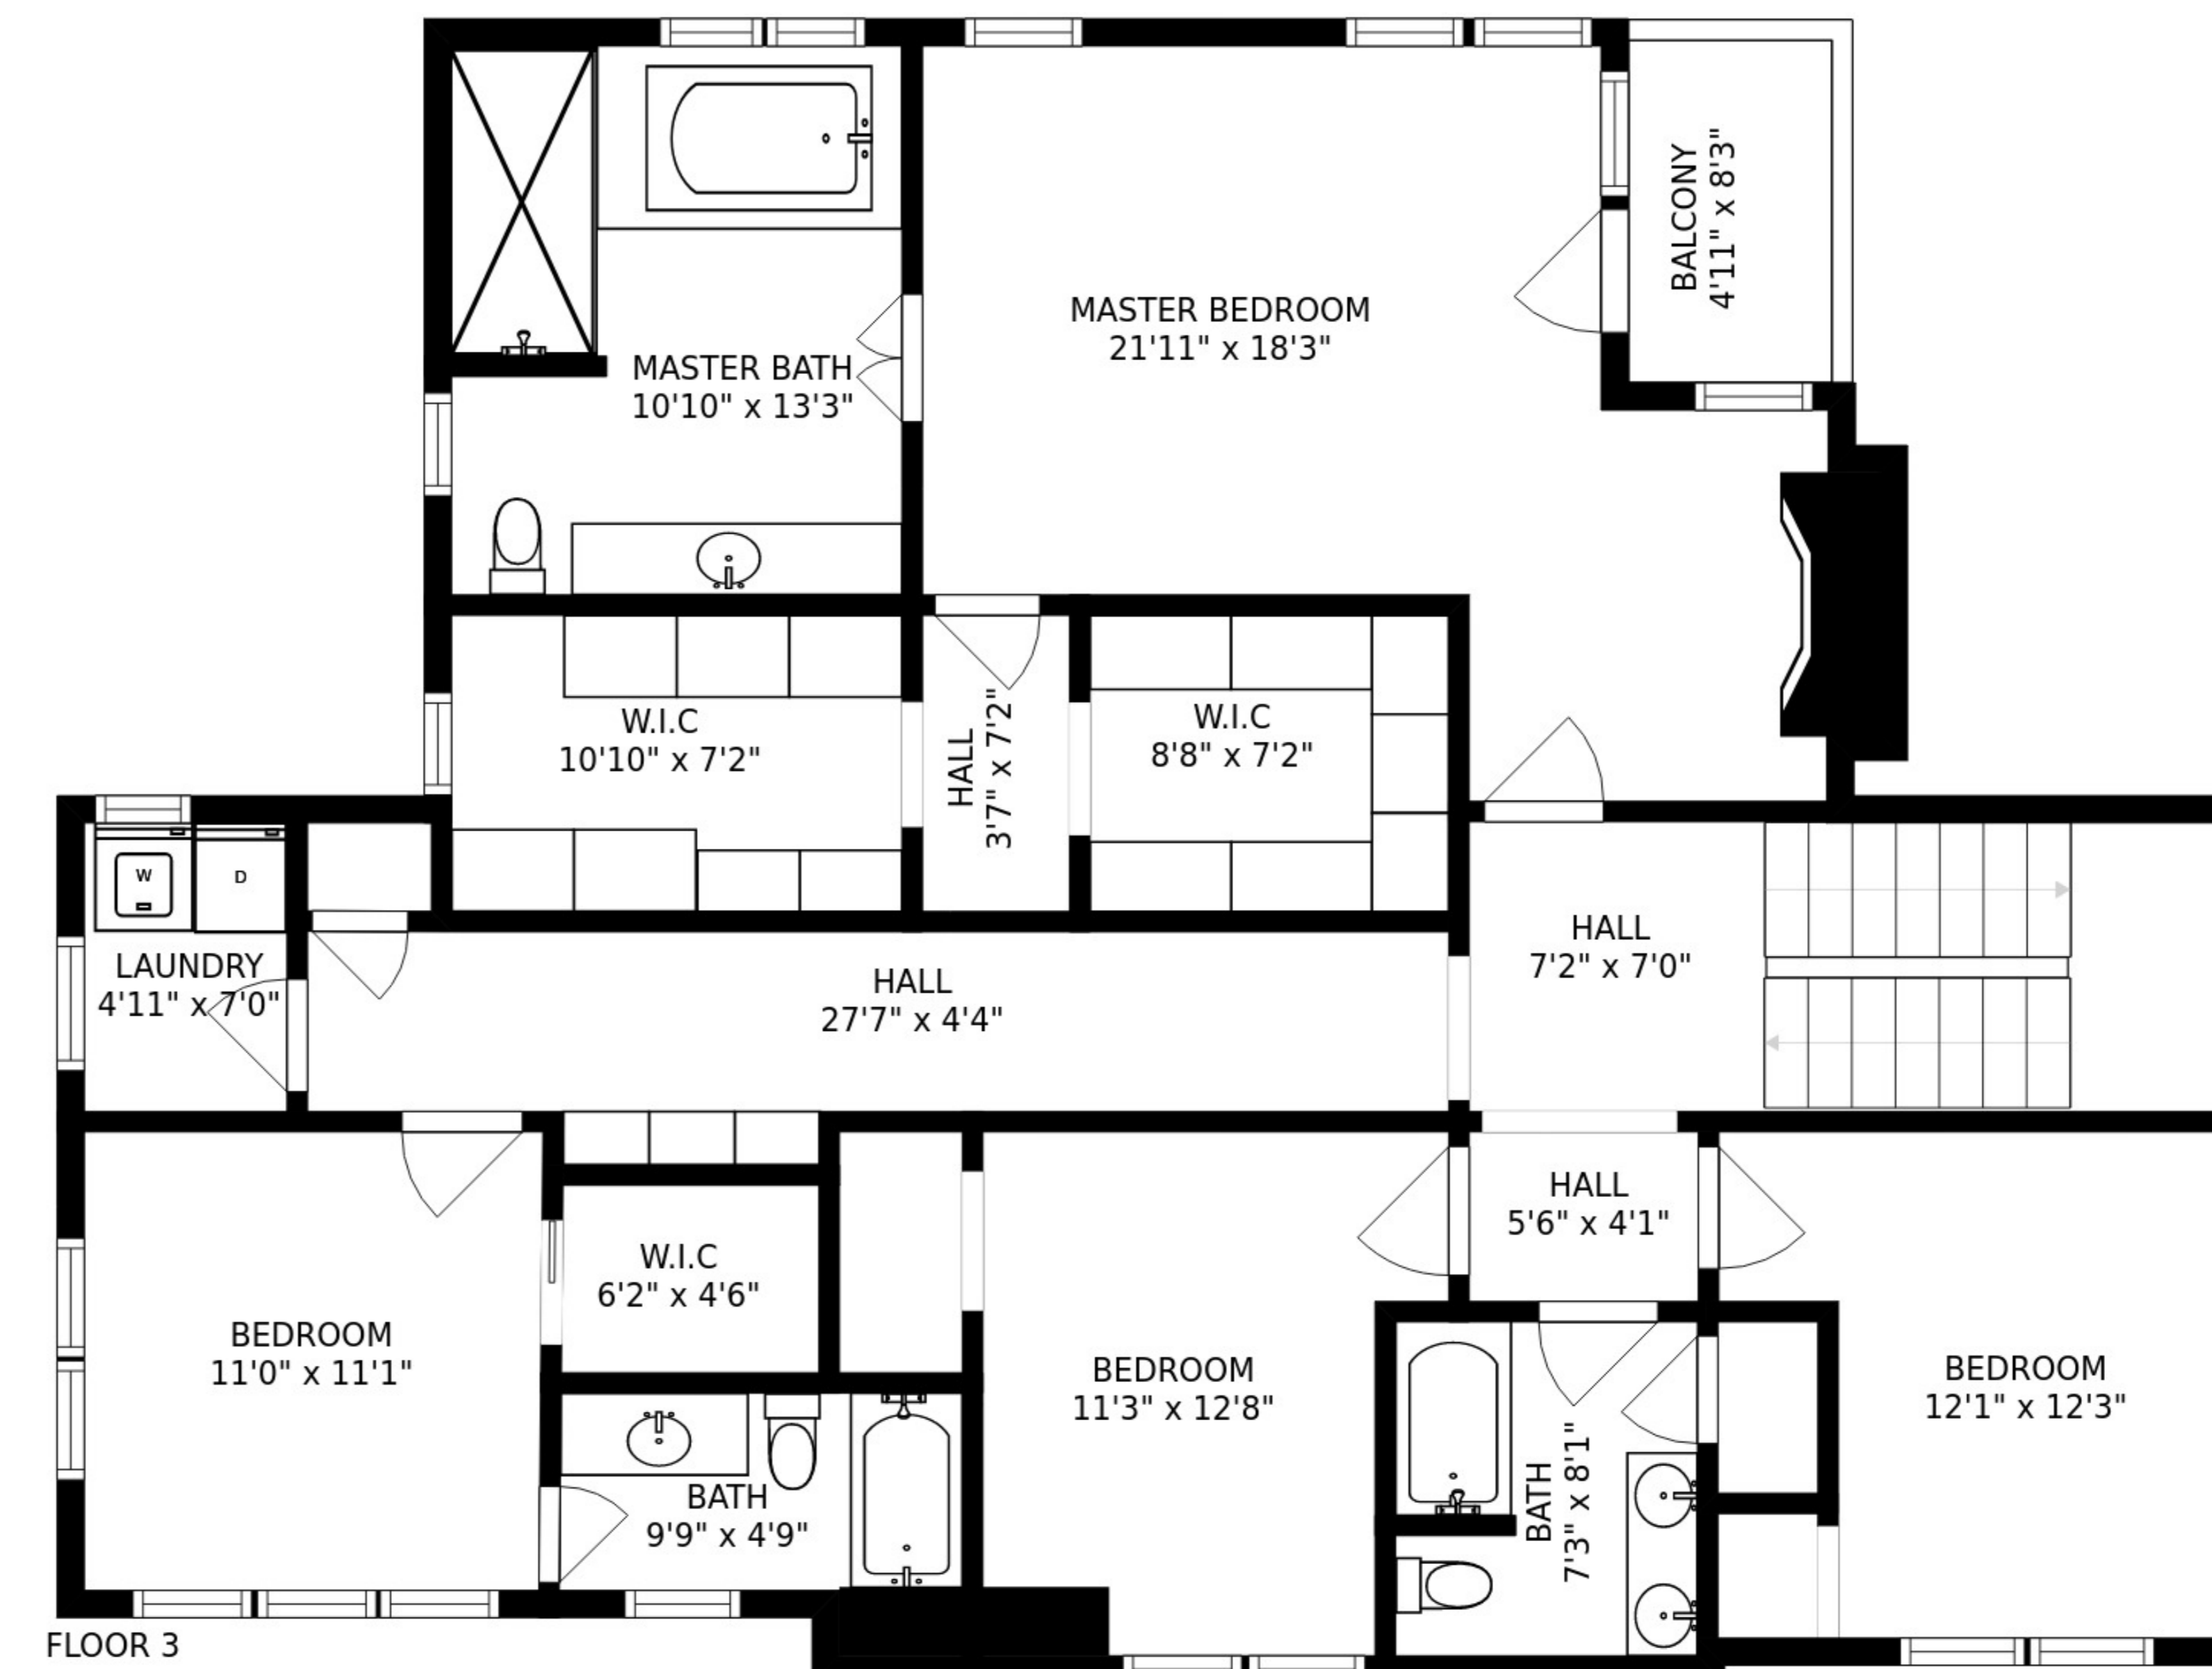 BALCONY
4'11" x 8'3"
MASTER BEDROOM
21'11" x 18'3"
MASTER BATH
10'10" x 13'3"
W.I.C
10'10" x 7'2"
HALL
3'7" x 7'2"
W.I.C
8'8" x 7'2"
W
D
LAUNDRY
4'11" x 7'0"
HALL
27'7" x 4'4"
HALL
7'2" x 7'0"
HALL
5'6" x 4'1"
W.I.C
6'2" x 4'6"
BEDROOM
11'0" x 11'1"
BEDROOM
11'3" x 12'8"
BEDROOM
12'1" x 12'3"
BATH
9'9" x 4'9"
BATH
7'3" x 8'1"
FLOOR 3